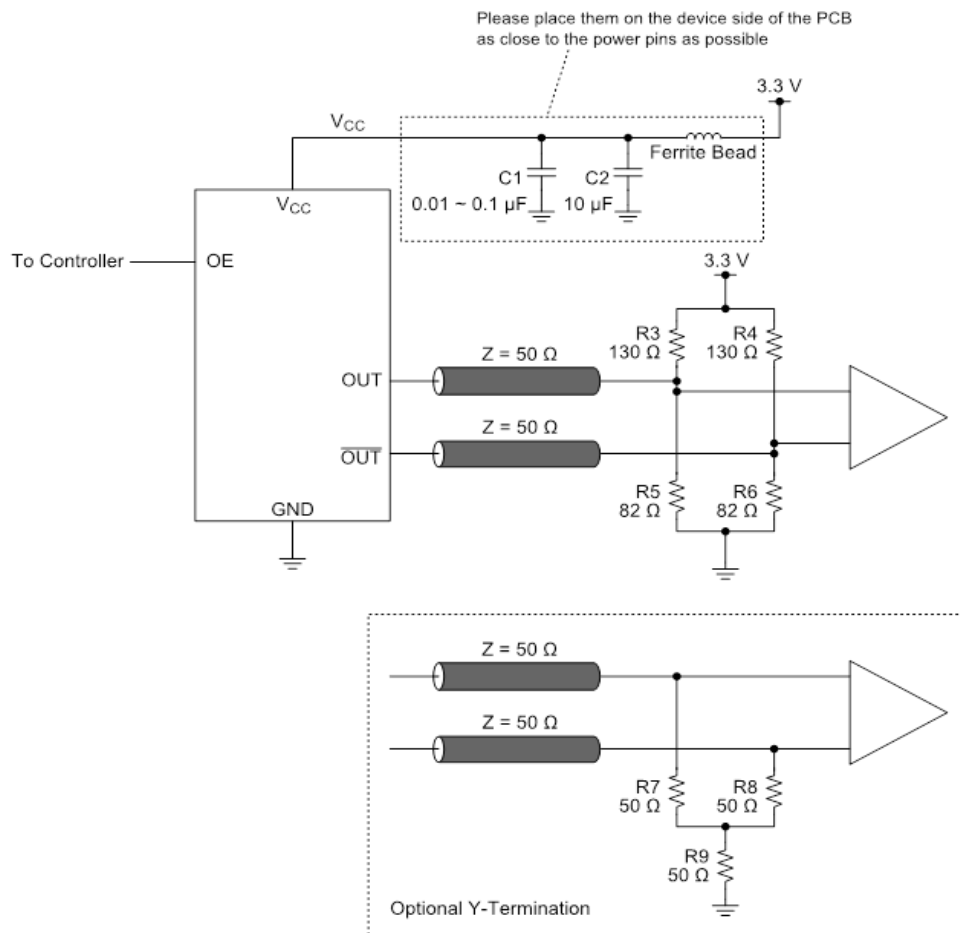 Please place them on the device side of the PCB
as close to the power pins as possible
3.3 V
VCC
Ferrite Bead
C1
0.01 ~ 0.1 µF
C2
10 µF
VCC
To Controller
OE
3.3 V
R3
130 Ω
R4
130 Ω
Z = 50 Ω
OUT
Z = 50 Ω
OUT
R5
82 Ω
R6
82 Ω
GND
Z = 50 Ω
Z = 50 Ω
R7
50 Ω
R8
50 Ω
R9
50 Ω
Optional Y-Termination